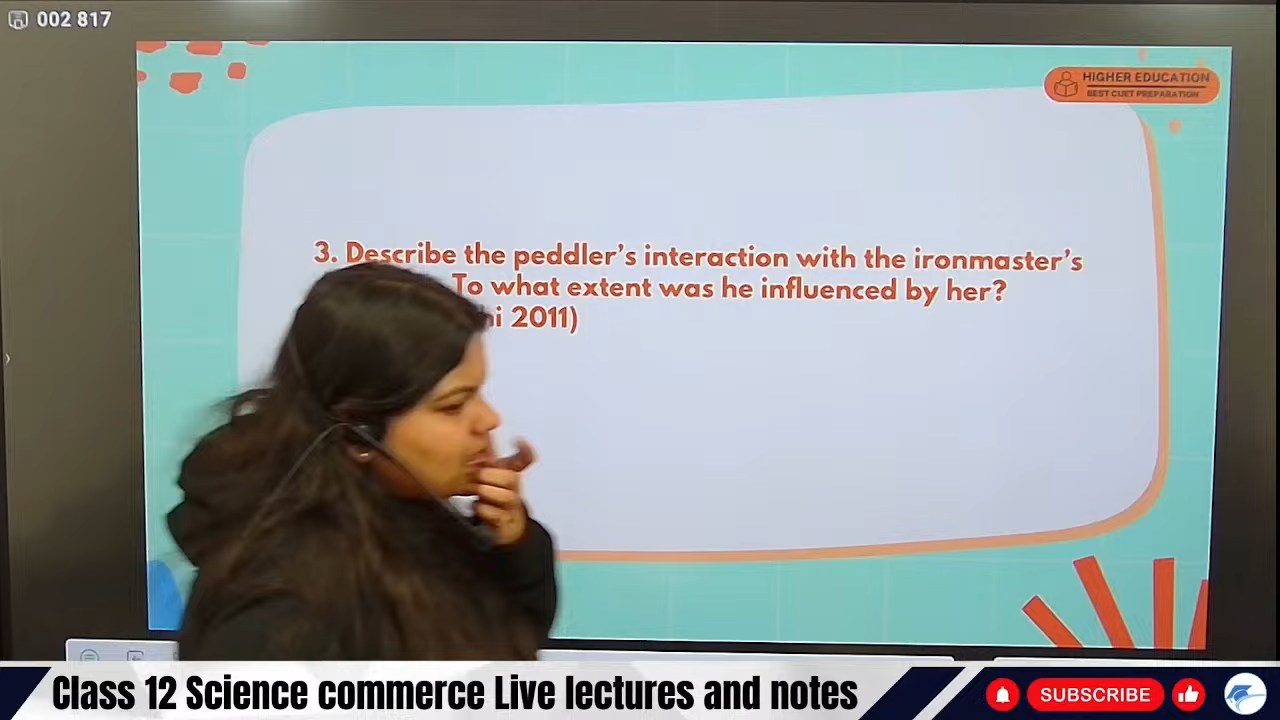 002 817
HIGHER EDUCATION
BEST CUET PREPARATION
3. Describe the peddler's interaction with the ironmaster's
To what extent was he influenced by her?
2011)
Class 12 Science commerce Live lectures and notes
SUBSCRIBE